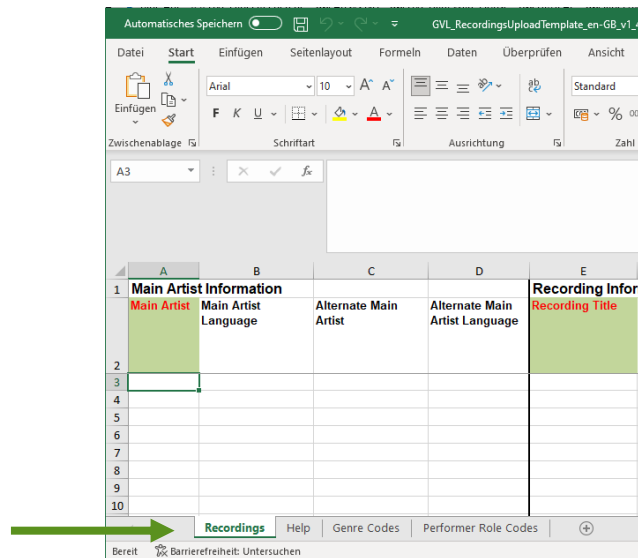 Automatisches Speichern GVL_RecordingsUploadTemplate_en-GB_v1_4
Datei Start Einfügen Seitenlayout Formeln Daten Überprüfen Ansicht
Einfügen
Arial 10 A A
F K U A
ab
Standard
% 000
Zwischenablage Schriftart Ausrichtung Zahl
A3 fx
A B C D E
1 Main Artist Information Recording Infor
Main Artist Main Artist Alternate Main Alternate Main Recording Title
Language Artist Artist Language
2
3
4
5
6
7
8
9
10
Recordings Help Genre Codes Performer Role Codes
Bereit Barrierefreiheit: Untersuchen